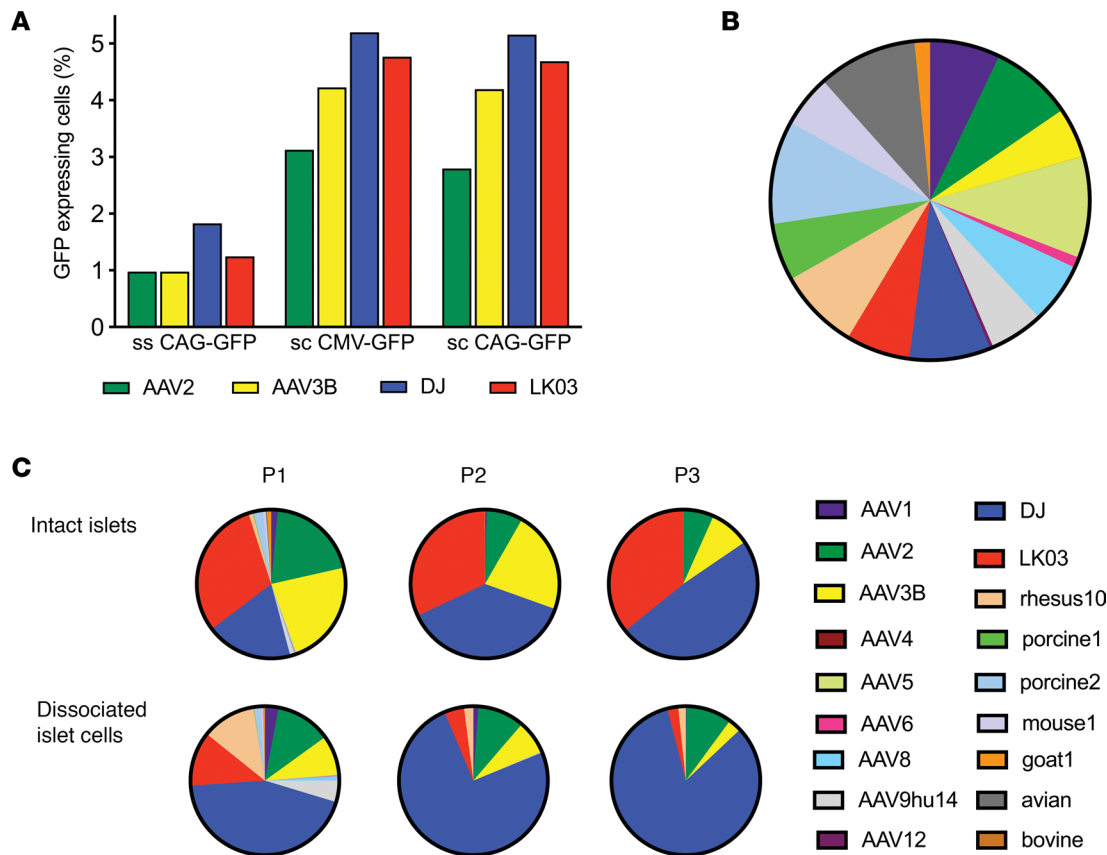 A
B
GFP expressing cells (%)
5
4
3
2
1
0
ss CAG-GFP sc CMV-GFP sc CAG-GFP
AAV2 AAV3B DJ LK03
C
P1 P2 P3
Intact islets
Dissociated
islet cells
AAV1
AAV2
AAV3B
AAV4
AAV5
AAV6
AAV8
AAV9hu14
AAV12
DJ
LK03
rhesus10
porcine1
porcine2
mouse1
goat1
avian
bovine